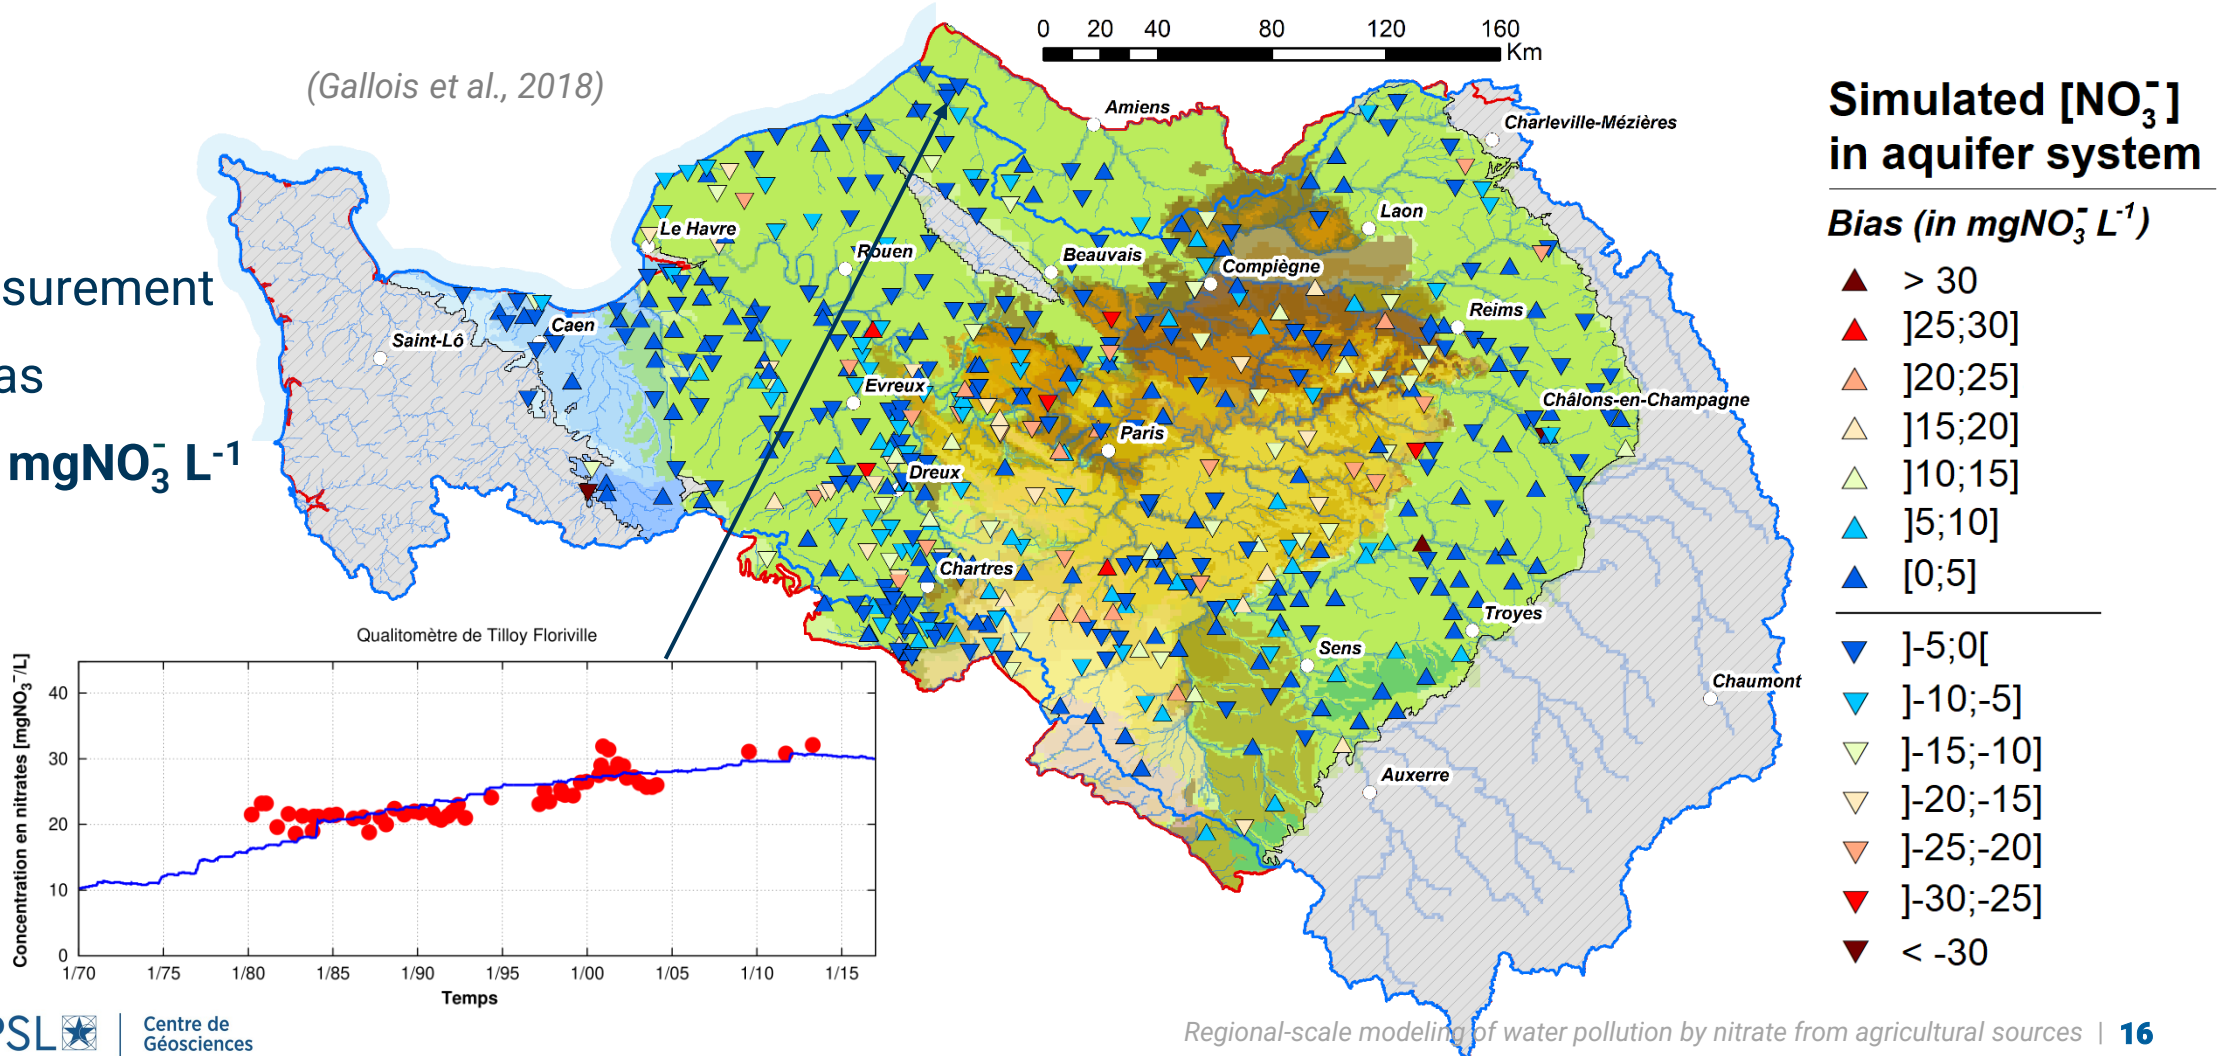 (Gallois et al., 2018)
0 20 40 80 120 160
Km
surement
as
mgNO₃⁻ L⁻¹
Amiens
Charleville-Mézières
Le Havre
Rouen
Beauvais
Laon
Compiègne
Reims
Caen
Saint-Lô
Evreux
Châlons-en-Champagne
Paris
Dreux
Chartres
Troyes
Sens
Chaumont
Auxerre
Simulated [NO₃⁻]
in aquifer system
Bias (in mgNO₃⁻ L⁻¹)
> 30
]25;30]
]20;25]
]15;20]
]10;15]
]5;10]
[0;5]
]-5;0[
]-10;-5]
]-15;-10]
]-20;-15]
]-25;-20]
]-30;-25]
< -30
Qualitomètre de Tilloy Floriville
Concentration en nitrates [mgNO₃⁻/L]
40
30
20
10
0
1/70 1/75 1/80 1/85 1/90 1/95 1/00 1/05 1/10 1/15
Temps
PSL
Centre de
Géosciences
Regional-scale modeling of water pollution by nitrate from agricultural sources | 16